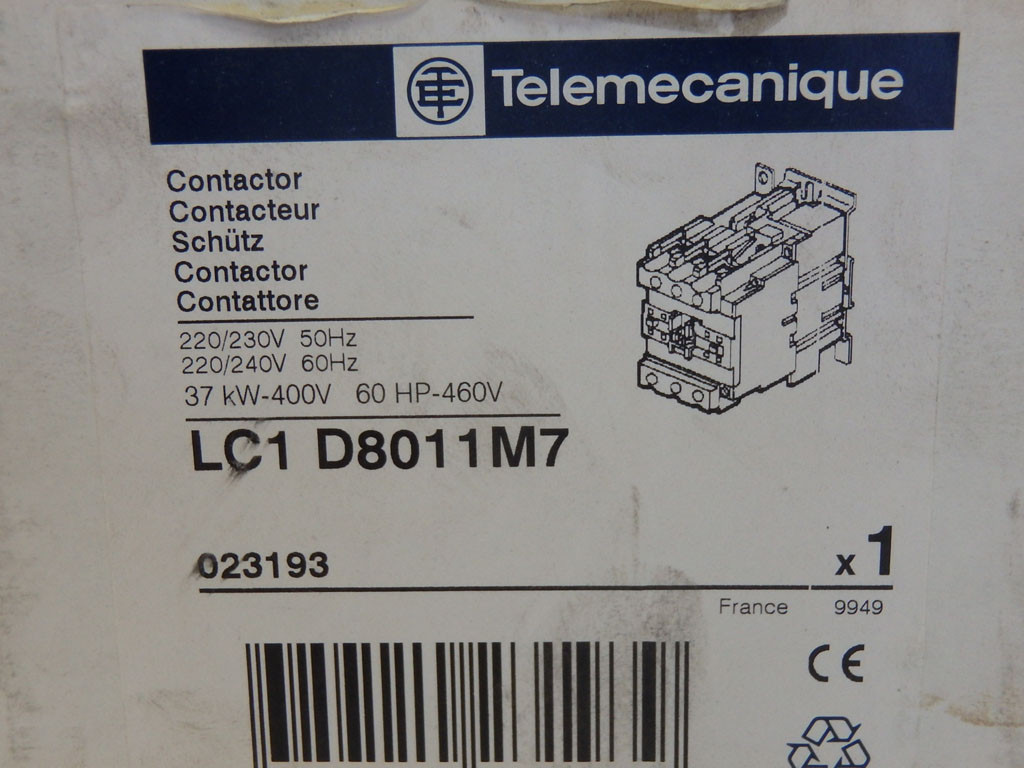 Telemecanique
Contactor
Contacteur
Schütz
Contactor
Contattore
220/230V 50Hz
220/240V 60Hz
37 kW-400V 60 HP-460V
LC1 D8011M7
023193
x 1
France 9949
CE